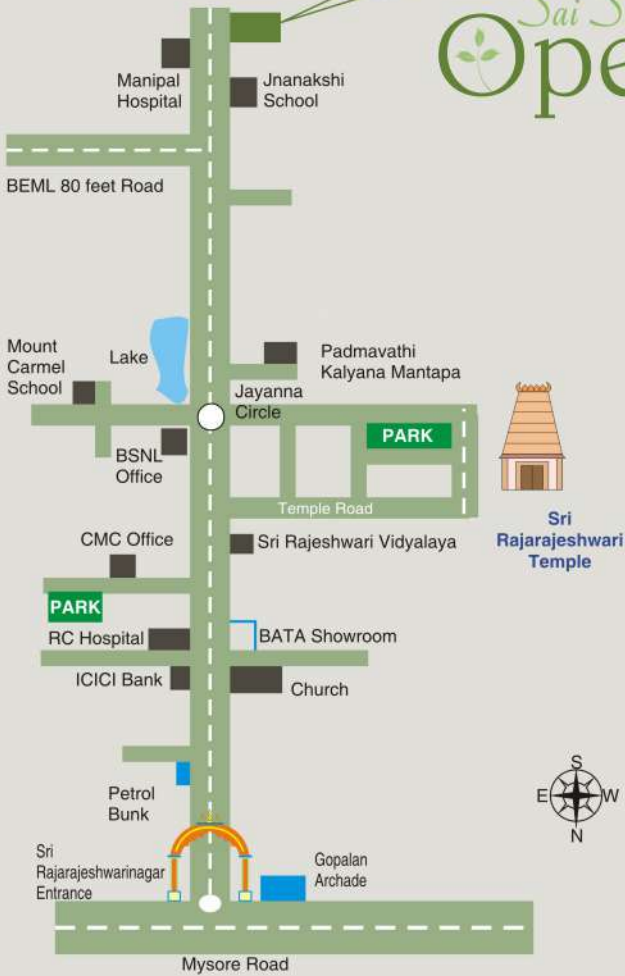 Sai S
Ope
Manipal
Hospital
Jnanakshi
School
BEML 80 feet Road
Mount
Carmel
School
Lake
Padmavathi
Kalyana Mantapa
Jayanna
Circle
PARK
BSNL
Office
Temple Road
Sri
Rajarajeshwari
Temple
CMC Office
Sri Rajeshwari Vidyalaya
PARK
RC Hospital
BATA Showroom
ICICI Bank
Church
Petrol
Bunk
S
E
W
N
Sri
Rajarajeshwarinagar
Entrance
Gopalan
Archade
Mysore Road